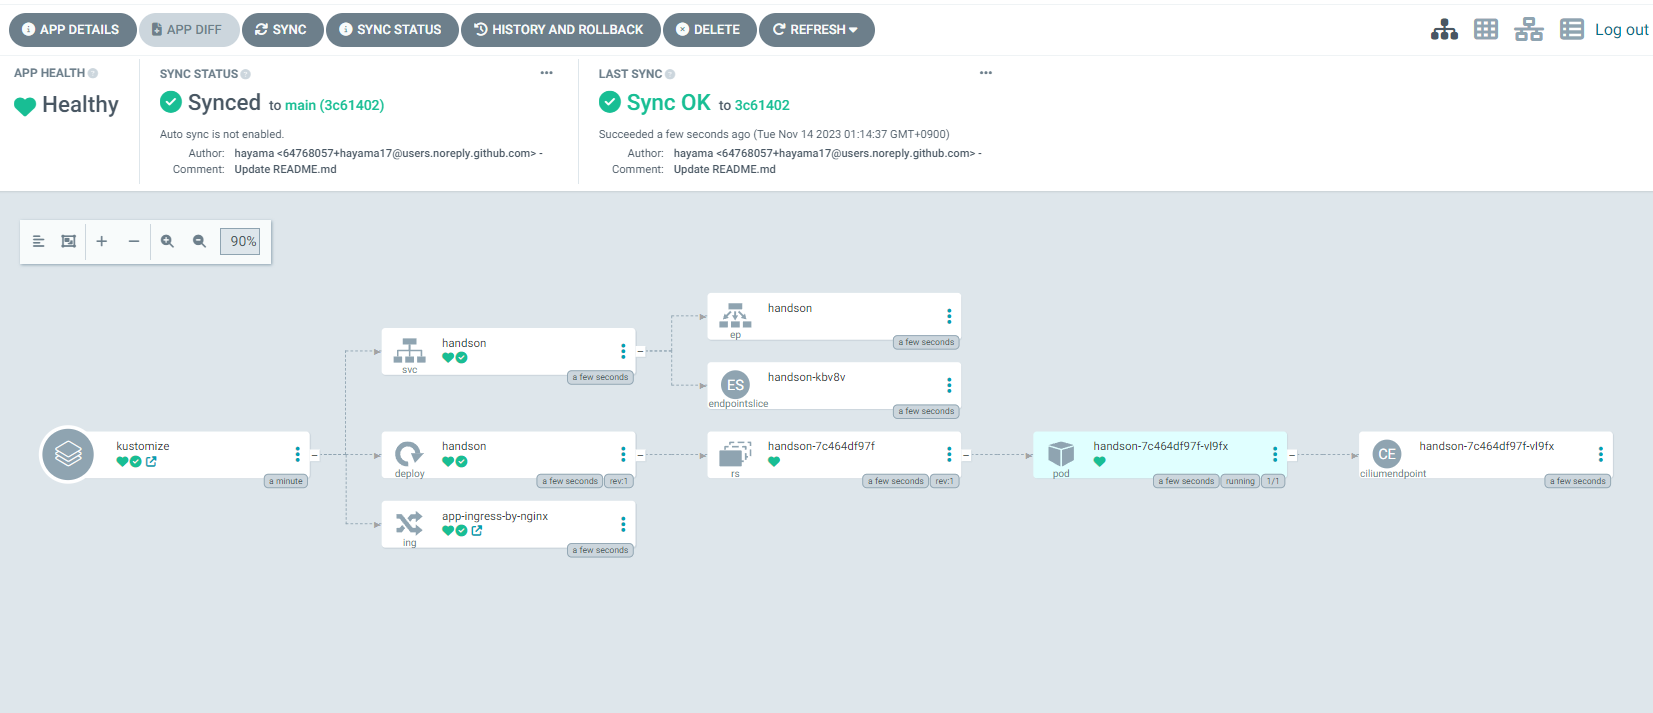 APP DETAILS APP DIFF SYNC SYNC STATUS HISTORY AND ROLLBACK DELETE REFRESH Log out
APP HEALTH
Healthy
SYNC STATUS
Synced to main (3c61402)
Auto sync is not enabled.
Author: hayama <64768057+hayama17@users.noreply.github.com> -
Comment: Update README.md
LAST SYNC
Sync OK to 3c61402
Succeeded a few seconds ago (Tue Nov 14 2023 01:14:37 GMT+0900)
Author: hayama <64768057+hayama17@users.noreply.github.com> -
Comment: Update README.md
90%
kustomize
a minute
handson
svc
a few seconds
handson
ep
a few seconds
ES
handson-kbv8v
endpointslice
a few seconds
handson
deploy
a few seconds rev:1
handson-7c464df97f
rs
a few seconds rev:1
handson-7c464df97f-vl9fx
pod
a few seconds running 1/1
CE
handson-7c464df97f-vl9fx
ciliumendpoint
a few seconds
app-ingress-by-nginx
ing
a few seconds